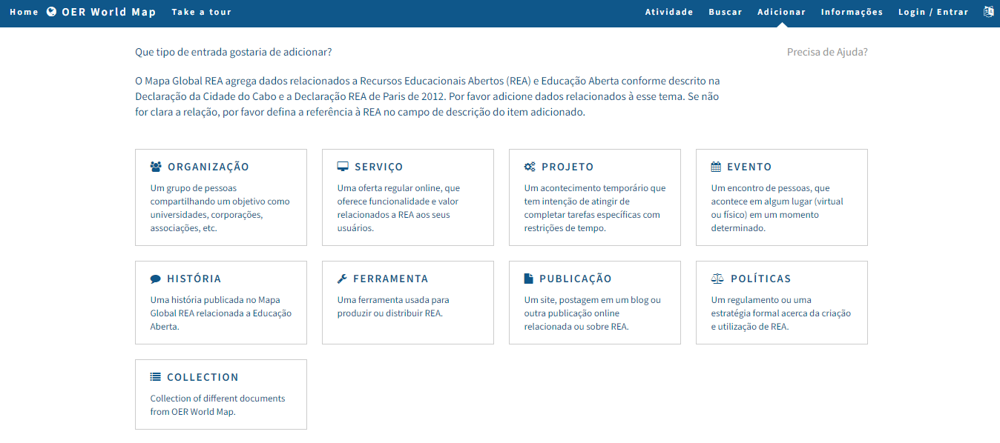 Home OER World Map Take a tour Atividade Buscar Adicionar Informações Login / Entrar
Que tipo de entrada gostaria de adicionar? Precisa de Ajuda?
O Mapa Global REA agrega dados relacionados a Recursos Educacionais Abertos (REA) e Educação Aberta conforme descrito na
Declaração da Cidade do Cabo e a Declaração REA de Paris de 2012. Por favor adicione dados relacionados à esse tema. Se não
for clara a relação, por favor defina a referência à REA no campo de descrição do item adicionado.
ORGANIZAÇÃO
Um grupo de pessoas
compartilhando um objetivo como
universidades, corporações,
associações, etc.
SERVIÇO
Uma oferta regular online, que
oferece funcionalidade e valor
relacionados a REA aos seus
usuários.
PROJETO
Um acontecimento temporário que
tem intenção de atingir de
completar tarefas específicas com
restrições de tempo.
EVENTO
Um encontro de pessoas, que
acontece em algum lugar (virtual
ou físico) em um momento
determinado.
HISTÓRIA
Uma história publicada no Mapa
Global REA relacionada a Educação
Aberta.
FERRAMENTA
Uma ferramenta usada para
produzir ou distribuir REA.
PUBLICAÇÃO
Um site, postagem em um blog ou
outra publicação online
relacionada ou sobre REA.
POLÍTICAS
Um regulamento ou uma
estratégia formal acerca da criação
e utilização de REA.
COLLECTION
Collection of different documents
from OER World Map.